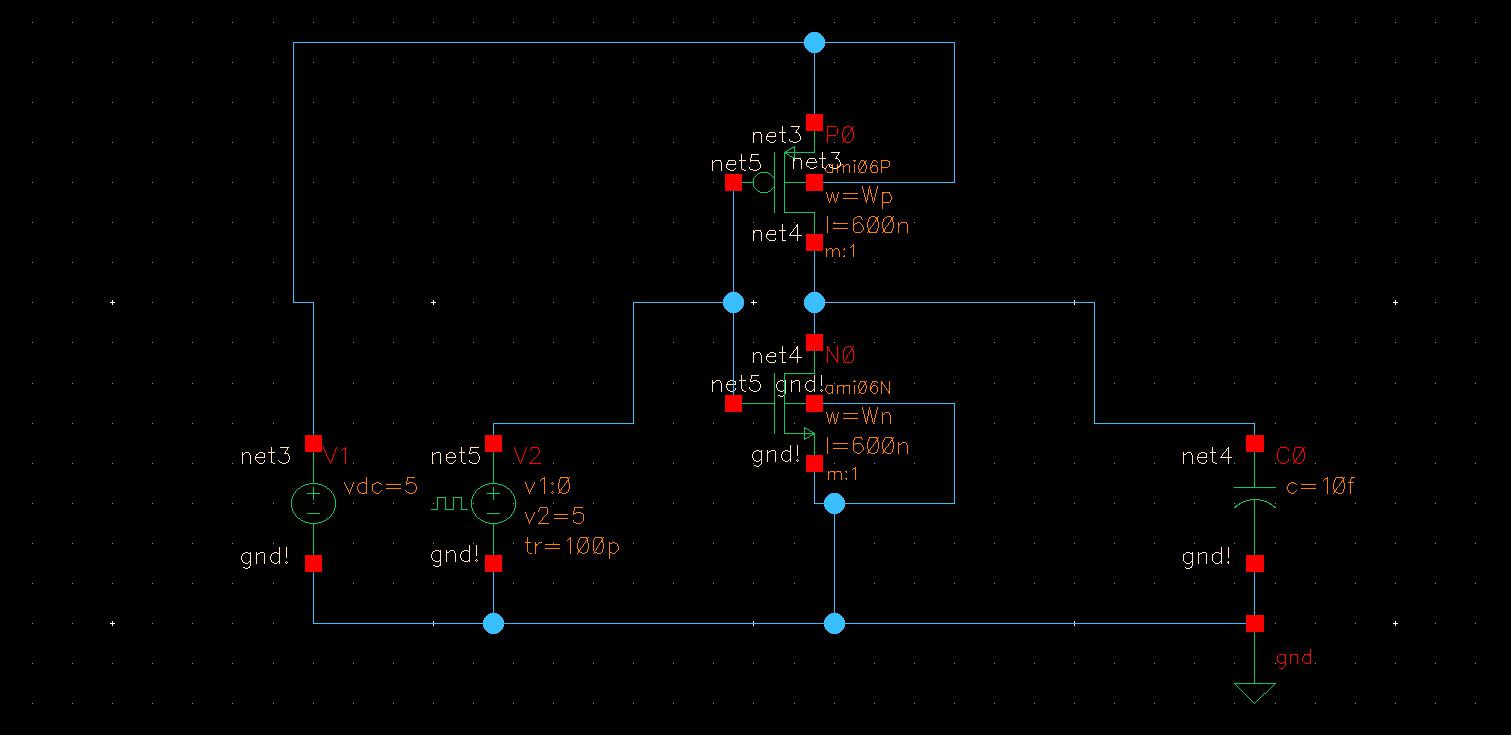 net3 P0
net5 net3 ami06P
w=Wp
l=600n
net4
m:1
net4 N0
net5 gnd! ami06N
w=Wn
l=600n
gnd!
m:1
net3 V1
vdc=5
gnd!
net5 V2
v1:0
v2=5
tr=100p
gnd!
net4 C0
c=10f
gnd!
gnd